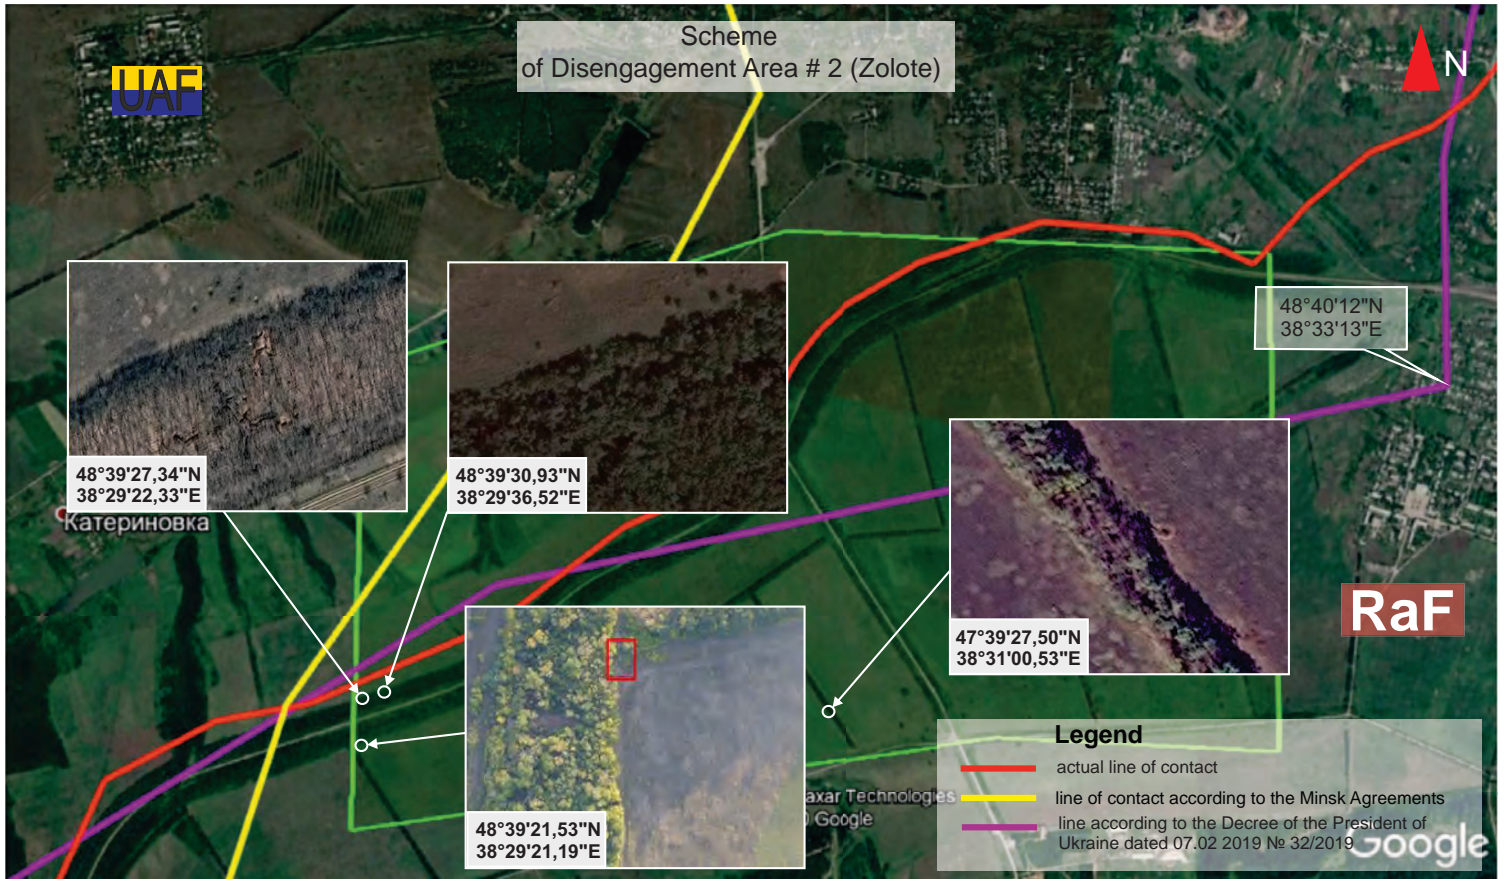 Scheme
of Disengagement Area # 2 (Zolote)
UAF
N
48°40'12"N
38°33'13"E
48°39'27,34"N
38°29'22,33"E
48°39'30,93"N
38°29'36,52"E
Катериновка
47°39'27,50"N
38°31'00,53"E
RaF
48°39'21,53"N
38°29'21,19"E
axar Technologies
Google
Legend
actual line of contact
line of contact according to the Minsk Agreements
line according to the Decree of the President of
Ukraine dated 07.02 2019 № 32/2019
Google